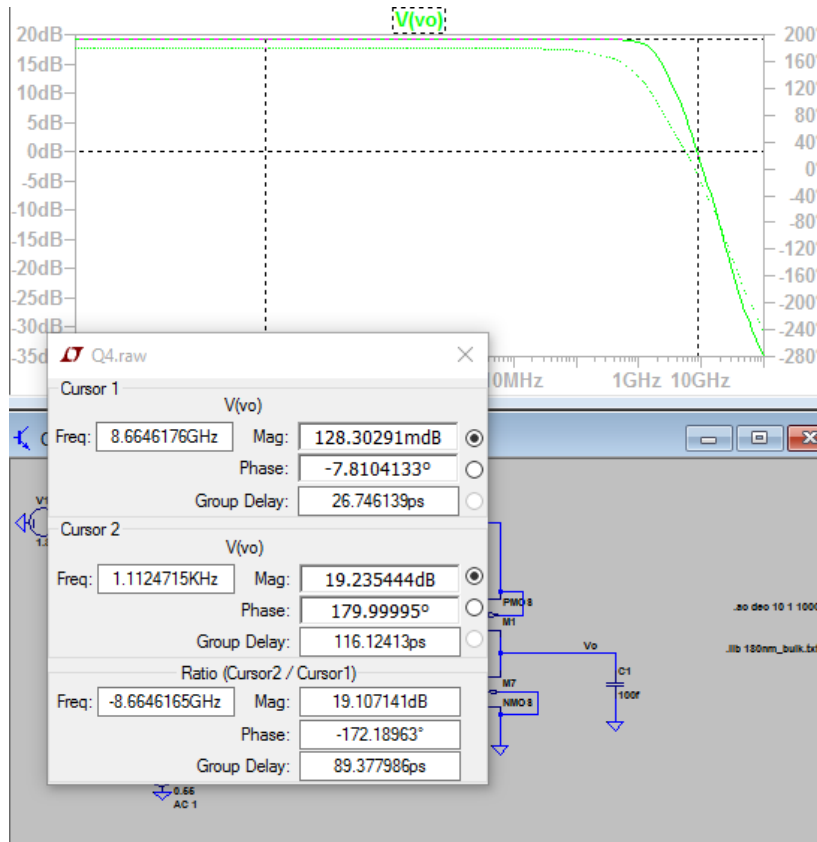 V(vo)
20dB
15dB
10dB
5dB
0dB
-5dB
-10dB
-15dB
-20dB
-25dB
-30dB
200°
160°
120°
80°
40°
0°
-40°
-80°
-120°
-160°
-200°
-240°
-280°
1GHz 10GHz
Q4.raw
Cursor 1
V(vo)
Freq: 8.6646176GHz Mag: 128.30291mdB
Phase: -7.8104133°
Group Delay: 26.746139ps
Cursor 2
V(vo)
Freq: 1.1124715KHz Mag: 19.235444dB
Phase: 179.99995°
Group Delay: 116.12413ps
Ratio (Cursor2 / Cursor1)
Freq: -8.6646165GHz Mag: 19.107141dB
Phase: -172.18963°
Group Delay: 89.377986ps
PMOS
M1
Vo
C1
100f
M7
NMOS
.lib 180nm_bulk.txt
AC 1